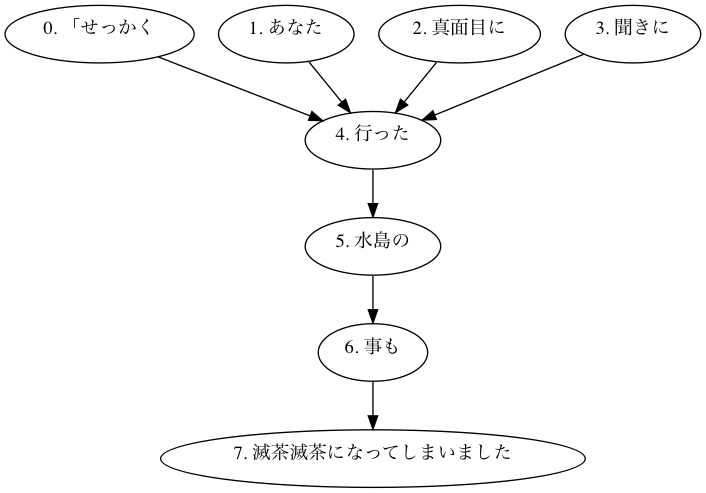 0. 「せっかく
1. あなた
2. 真面目に
3. 聞きに
4. 行った
5. 水島の
6. 事も
7. 滅茶滅茶になってしまいました